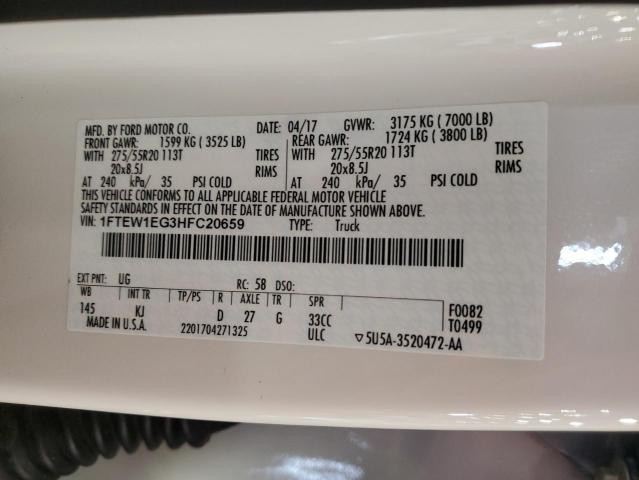 MFD. BY FORD MOTOR CO. DATE: 04/17 GVWR: 3175 KG ( 7000 LB)
FRONT GAWR: 1599 KG ( 3525 LB) REAR GAWR: 1724 KG ( 3800 LB)
WITH 275/55R20 113T TIRES WITH 275/55R20 113T TIRES
20x8.5J RIMS 20x8.5J RIMS
AT 240 kPa/ 35 PSI COLD AT 240 kPa/ 35 PSI COLD
THIS VEHICLE CONFORMS TO ALL APPLICABLE FEDERAL MOTOR VEHICLE
SAFETY STANDARDS IN EFFECT ON THE DATE OF MANUFACTURE SHOWN ABOVE.
VIN: 1FTEW1EG3HFC20659 TYPE: Truck
EXT PNT: UG RC: 58 DSO:
WB INT TR TP/PS R AXLE TR SPR F0082
145 KJ D 27 G 33CC T0499
MADE IN U.S.A. 2201704271325 ULC ▽5U5A-3520472-AA